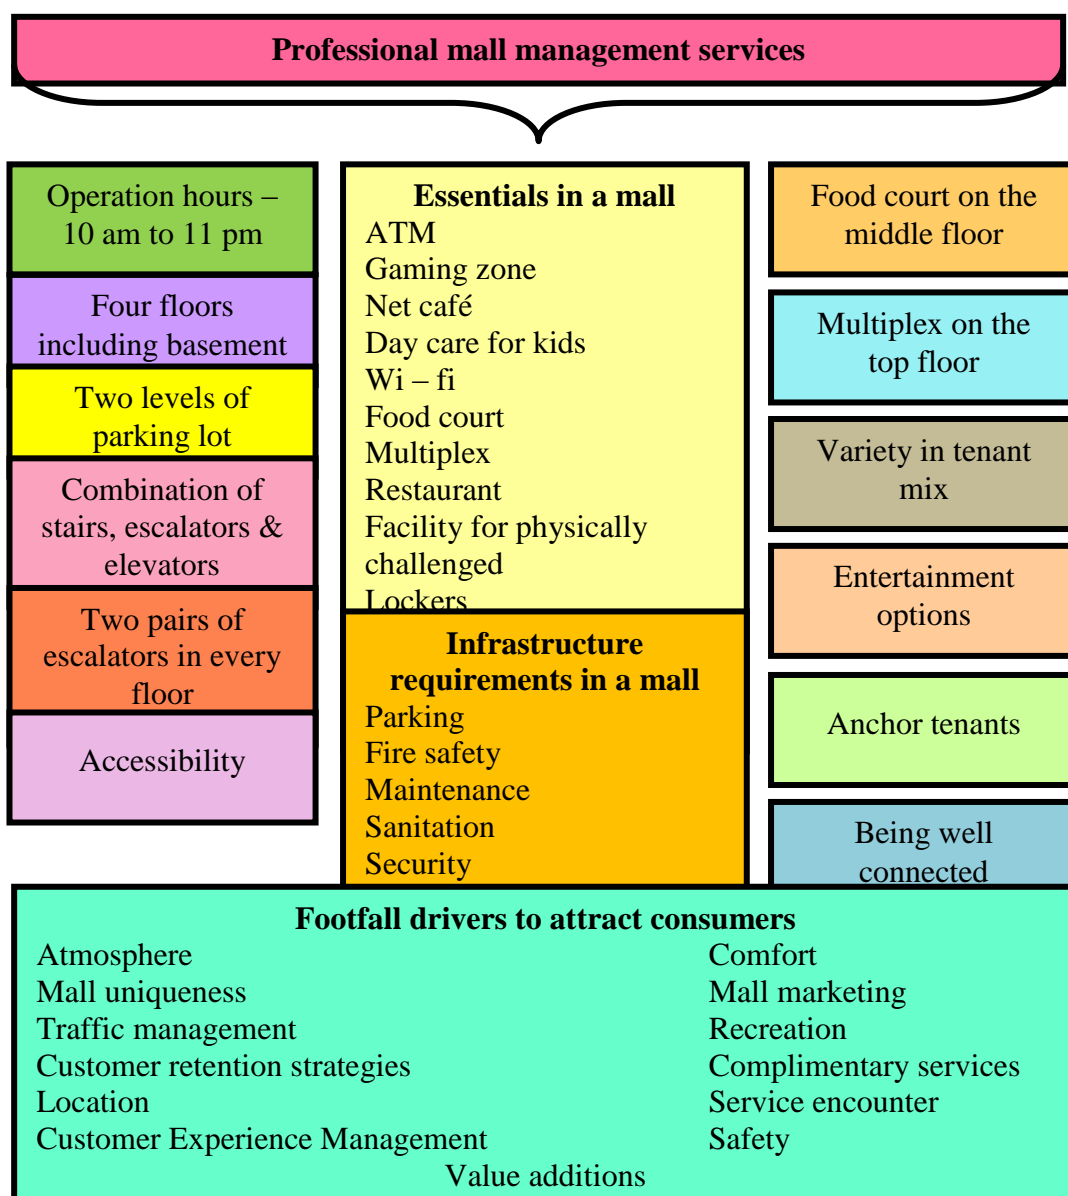 Professional mall management services
Operation hours –
10 am to 11 pm
Four floors
including basement
Two levels of
parking lot
Combination of
stairs, escalators &
elevators
Two pairs of
escalators in every
floor
Accessibility
Essentials in a mall
ATM
Gaming zone
Net café
Day care for kids
Wi – fi
Food court
Multiplex
Restaurant
Facility for physically
challenged
Lockers
Infrastructure
requirements in a mall
Parking
Fire safety
Maintenance
Sanitation
Security
Food court on the
middle floor
Multiplex on the
top floor
Variety in tenant
mix
Entertainment
options
Anchor tenants
Being well
connected
Footfall drivers to attract consumers
Atmosphere
Mall uniqueness
Traffic management
Customer retention strategies
Location
Customer Experience Management
Comfort
Mall marketing
Recreation
Complimentary services
Service encounter
Safety
Value additions